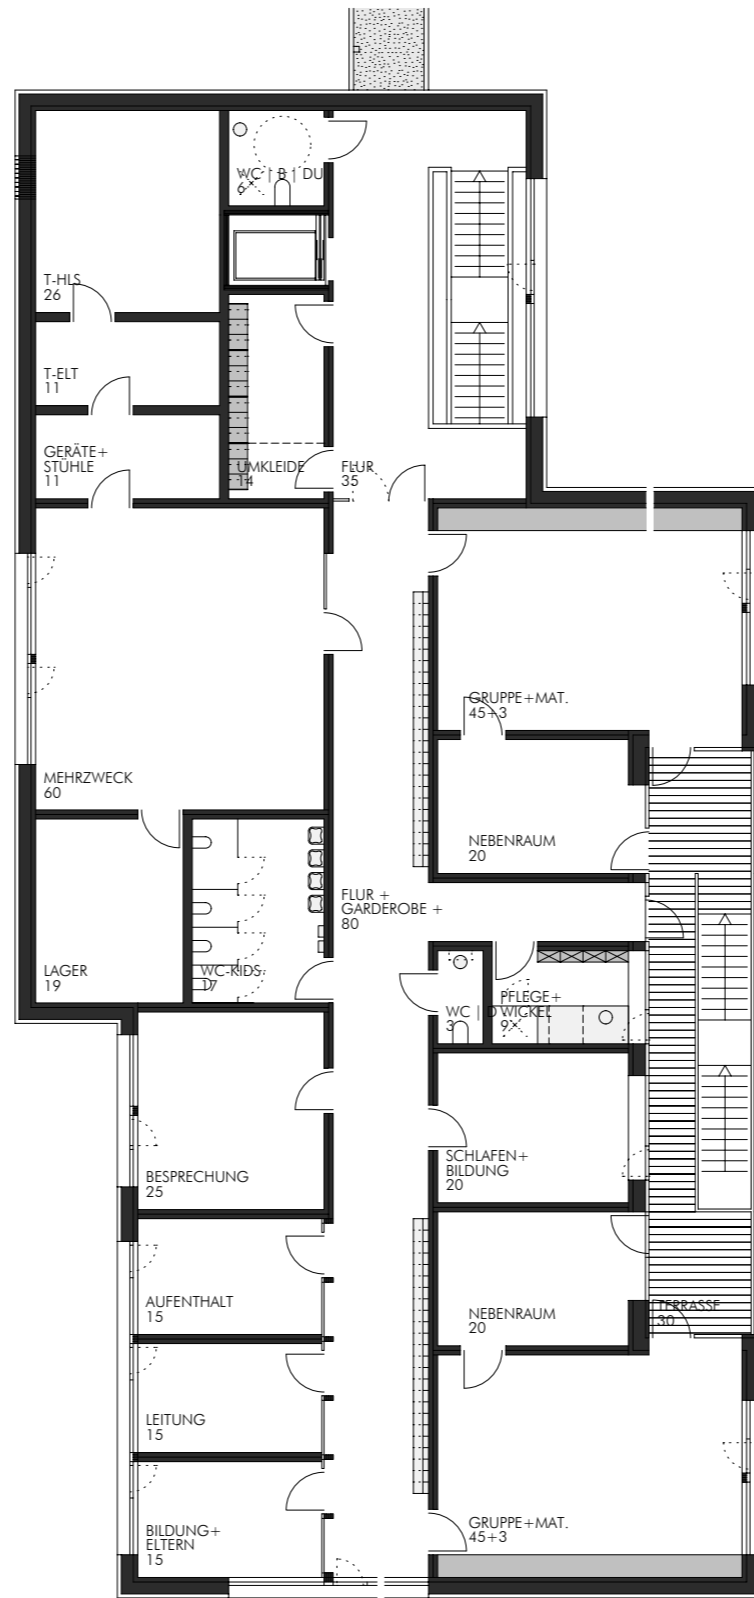 WC | B | DU
6
T-HLS
26
T-ELT
11
GERÄTE+
STÜHLE
11
UMKLEIDE
14
FLUR
35
GRUPPE+MAT.
45+3
MEHRZWECK
60
NEBENRAUM
20
FLUR +
GARDEROBE +
80
LAGER
19
WC-KIDS
17
WC | D
3
PFLEGE+
WICKEL
9
BESPRECHUNG
25
SCHLAFEN+
BILDUNG
20
AUFENTHALT
15
NEBENRAUM
20
TERRASSE
30
LEITUNG
15
BILDUNG+
ELTERN
15
GRUPPE+MAT.
45+3